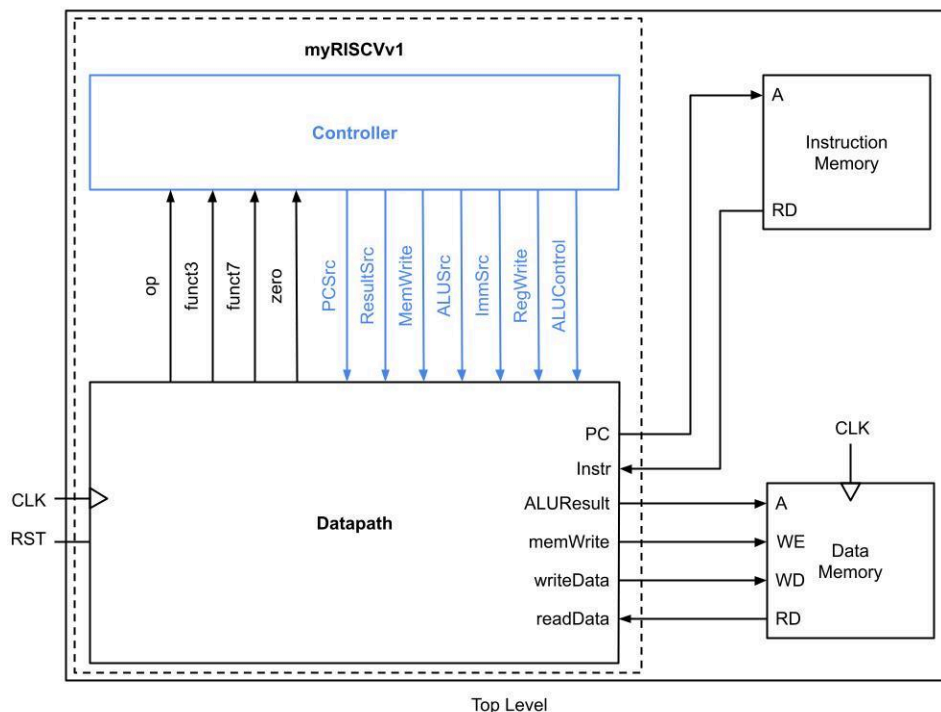 myRISCVv1
Controller
A
Instruction
Memory
RD
op
funct3
funct7
zero
PCSrc
ResultSrc
MemWrite
ALUSrc
ImmSrc
RegWrite
ALUControl
PC
Instr
ALUResult
memWrite
writeData
readData
CLK
RST
Datapath
CLK
A
WE
WD
RD
Data
Memory
Top Level